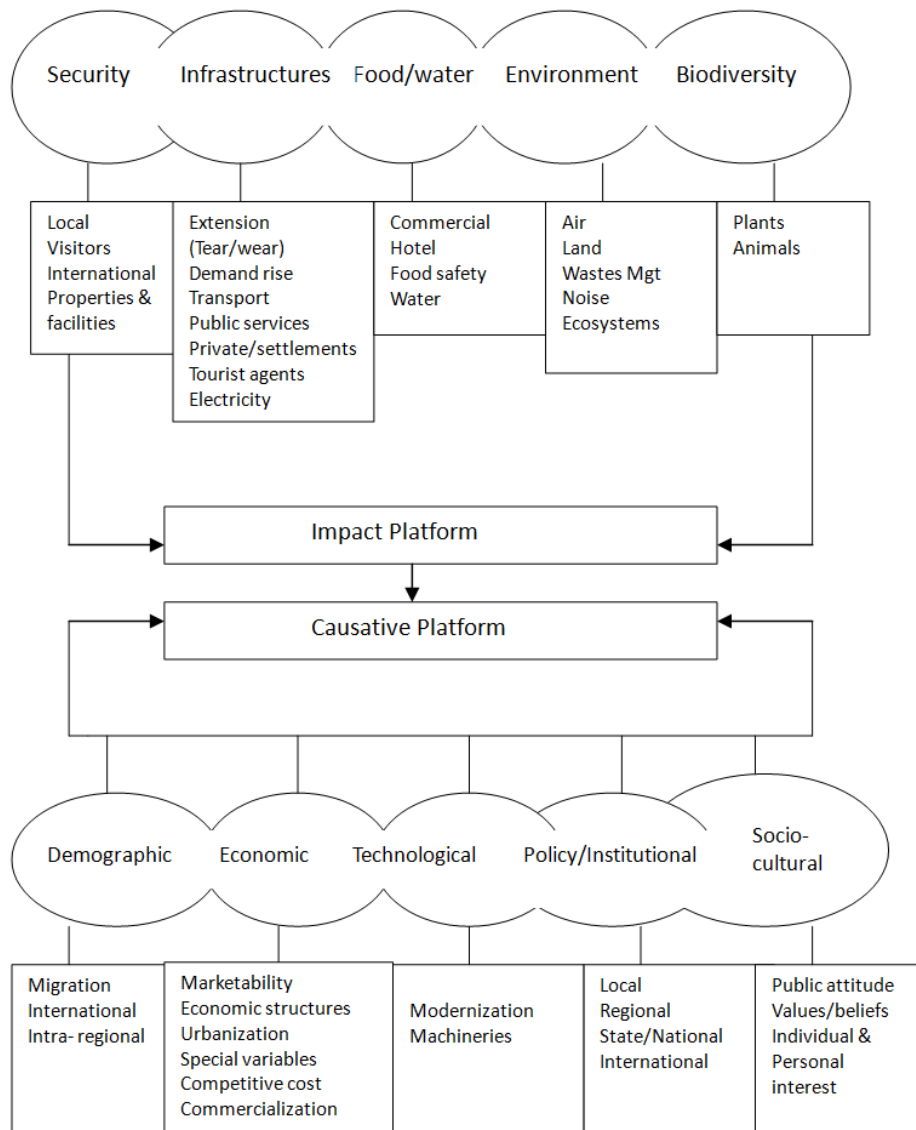 Security
Infrastructures
Food/water
Environment
Biodiversity
Local
Visitors
International
Properties &
facilities
Extension
(Tear/wear)
Demand rise
Transport
Public services
Private/settlements
Tourist agents
Electricity
Commercial
Hotel
Food safety
Water
Air
Land
Wastes Mgt
Noise
Ecosystems
Plants
Animals
Impact Platform
Causative Platform
Demographic
Economic
Technological
Policy/Institutional
Socio-
cultural
Migration
International
Intra- regional
Marketability
Economic structures
Urbanization
Special variables
Competitive cost
Commercialization
Modernization
Machineries
Local
Regional
State/National
International
Public attitude
Values/beliefs
Individual &
Personal
interest